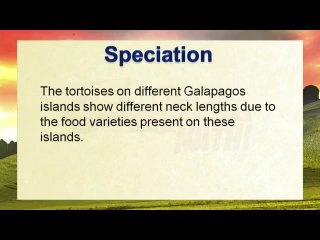 Speciation
The tortoises on different Galapagos
islands show different neck lengths due to
the food varieties present on these
islands.